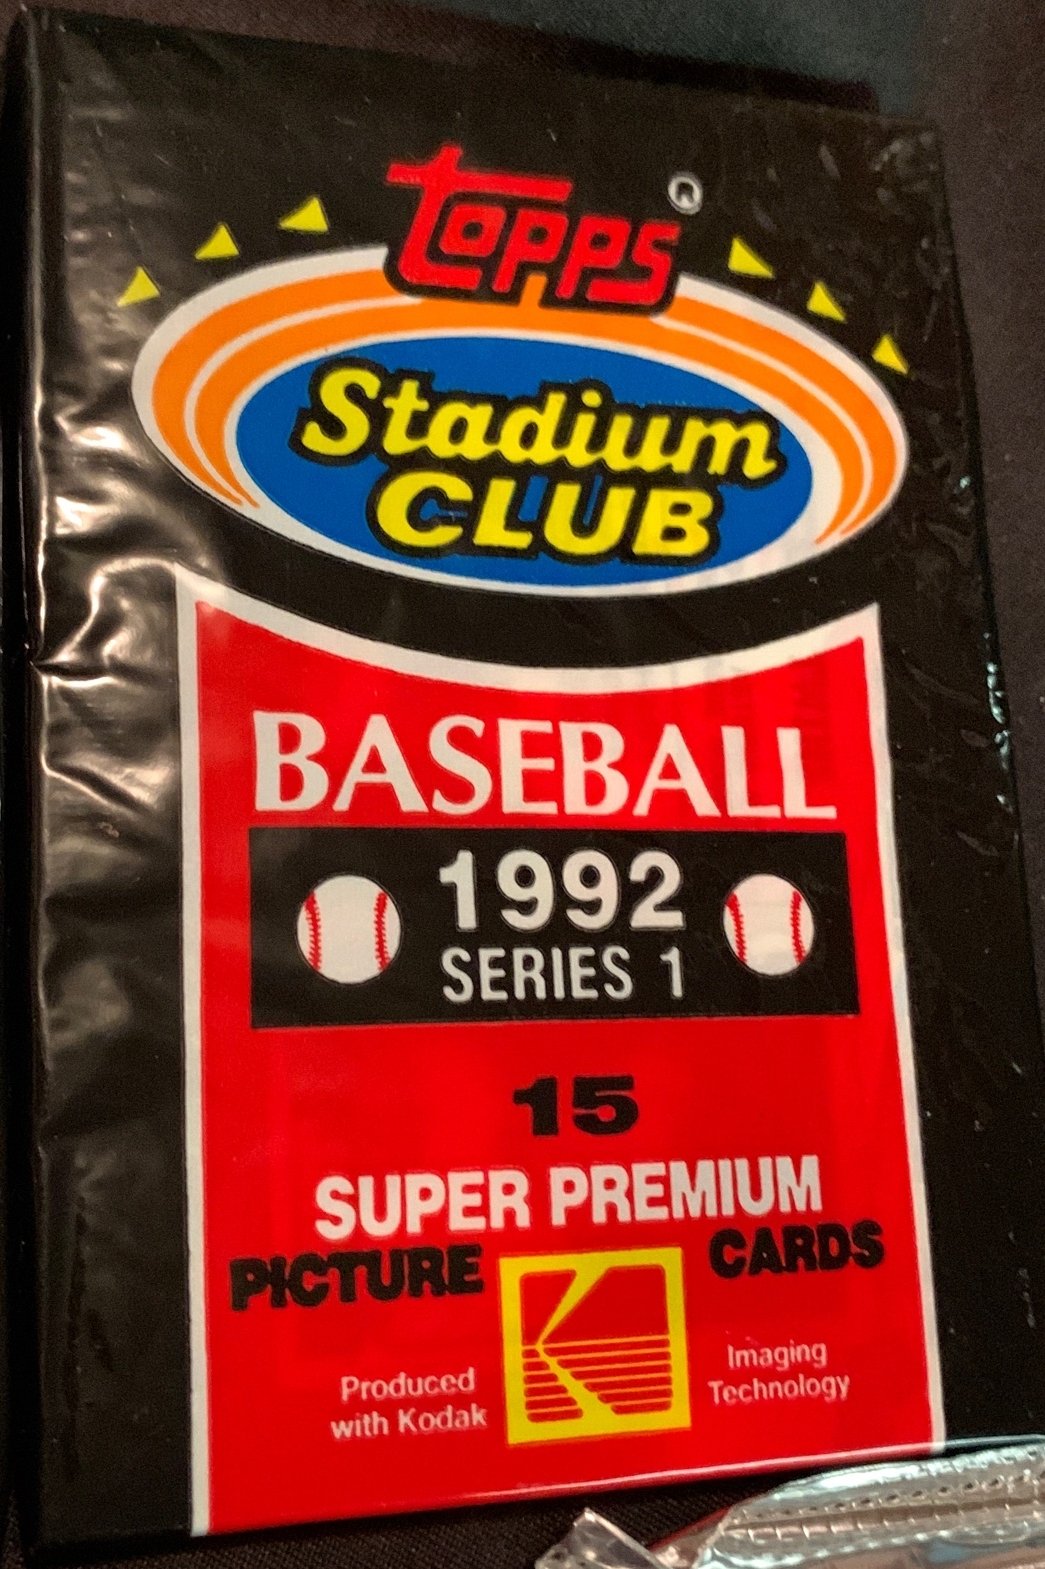 Topps ®
Stadium
CLUB
BASEBALL
1992
SERIES 1
15
SUPER PREMIUM
PICTURE CARDS
Produced
with Kodak
Imaging
Technology